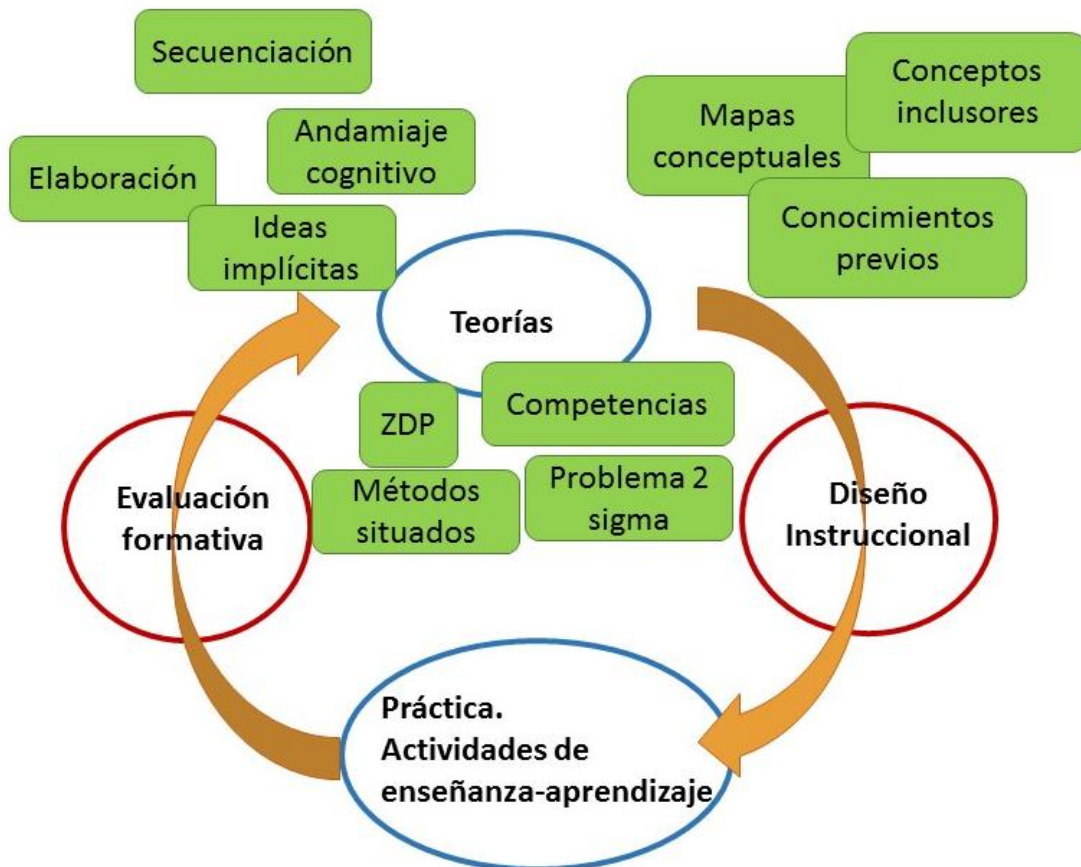 Secuenciación
Andamiaje
cognitivo
Elaboración
Ideas
implícitas
Conceptos
inclusores
Mapas
conceptuales
Conocimientos
previos
Teorías
ZDP
Competencias
Métodos
situados
Problema 2
sigma
Evaluación
formativa
Diseño
Instruccional
Práctica.
Actividades de
enseñanza-aprendizaje